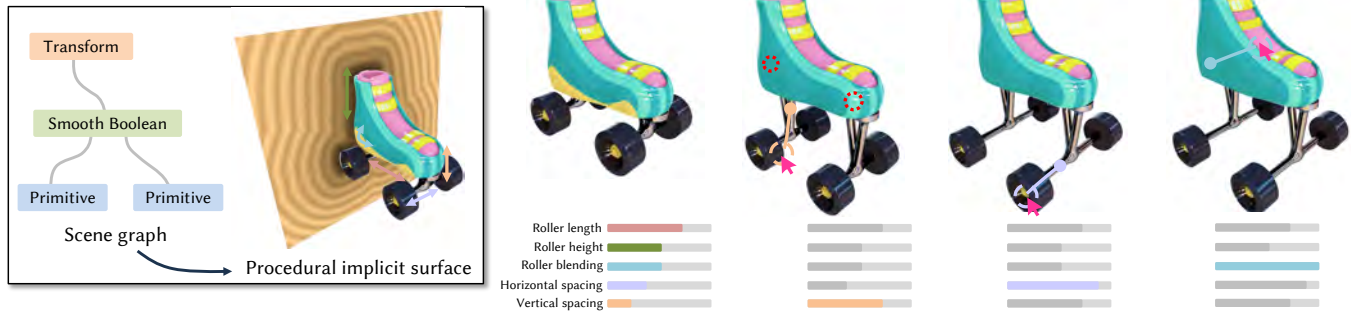 Transform
Smooth Boolean
Primitive
Primitive
Scene graph
Procedural implicit surface
Roller length
Roller height
Roller blending
Horizontal spacing
Vertical spacing